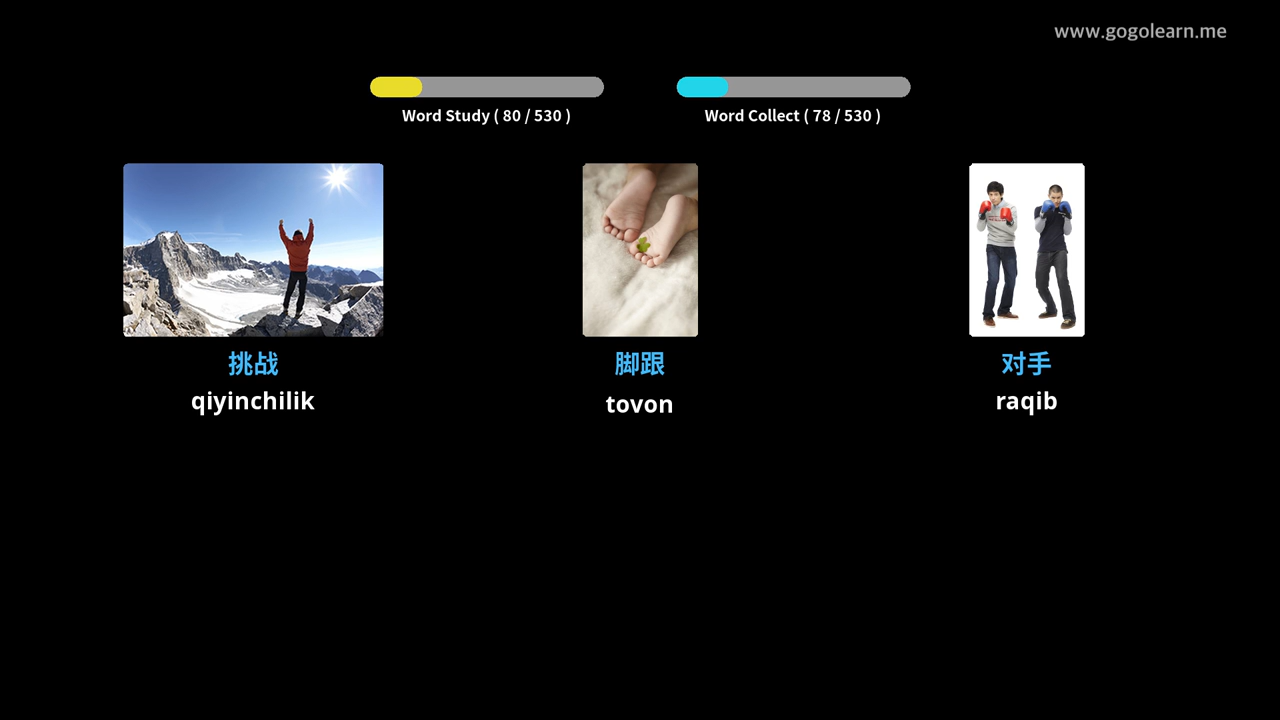 www.gogolearn.me
Word Study ( 80 / 530 )
Word Collect ( 78 / 530 )
挑战
qiyinchilik
脚跟
tovon
对手
raqib